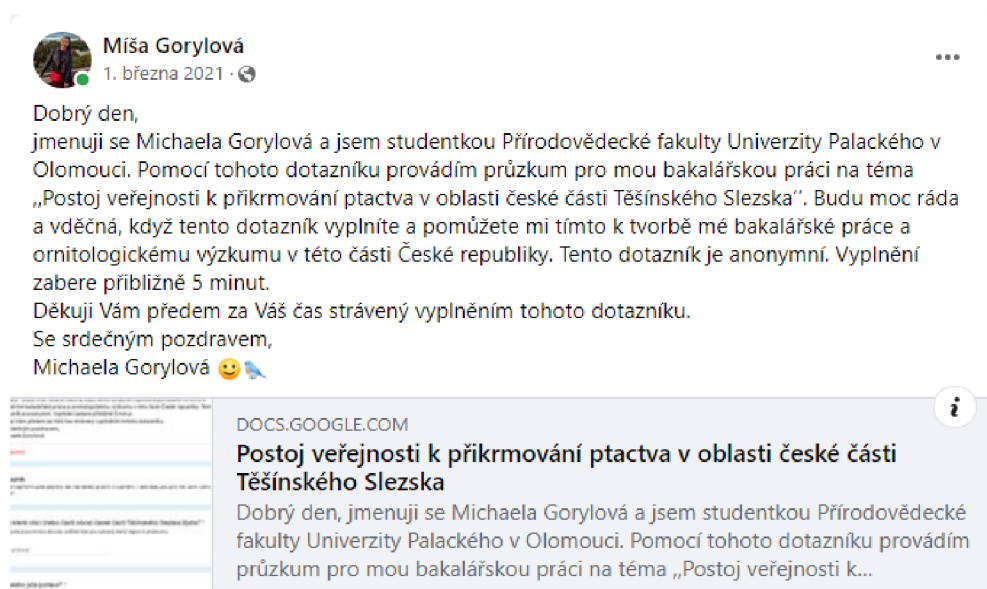 Míša Gorylová
1. března 2021 ·
Dobrý den,
jmenuji se Michaela Gorylová a jsem studentkou Přírodovědecké fakulty Univerzity Palackého v
Olomouci. Pomocí tohoto dotazníku provádím průzkum pro mou bakalářskou práci na téma
,,Postoj veřejnosti k přikrmování ptactva v oblasti české části Těšínského Slezska´´. Budu moc ráda
a vděčná, když tento dotazník vyplníte a pomůžete mi tímto k tvorbě mé bakalářské práce a
ornitologickému výzkumu v této části České republiky. Tento dotazník je anonymní. Vyplnění
zabere přibližně 5 minut.
Děkuji Vám předem za Váš čas strávený vyplněním tohoto dotazníku.
Se srdečným pozdravem,
Michaela Gorylová 🙂🐦
DOCS.GOOGLE.COM
Postoj veřejnosti k přikrmování ptactva v oblasti české části
Těšínského Slezska
Dobrý den, jmenuji se Michaela Gorylová a jsem studentkou Přírodovědecké
fakulty Univerzity Palackého v Olomouci. Pomocí tohoto dotazníku provádím
průzkum pro mou bakalářskou práci na téma ,,Postoj veřejnosti k...